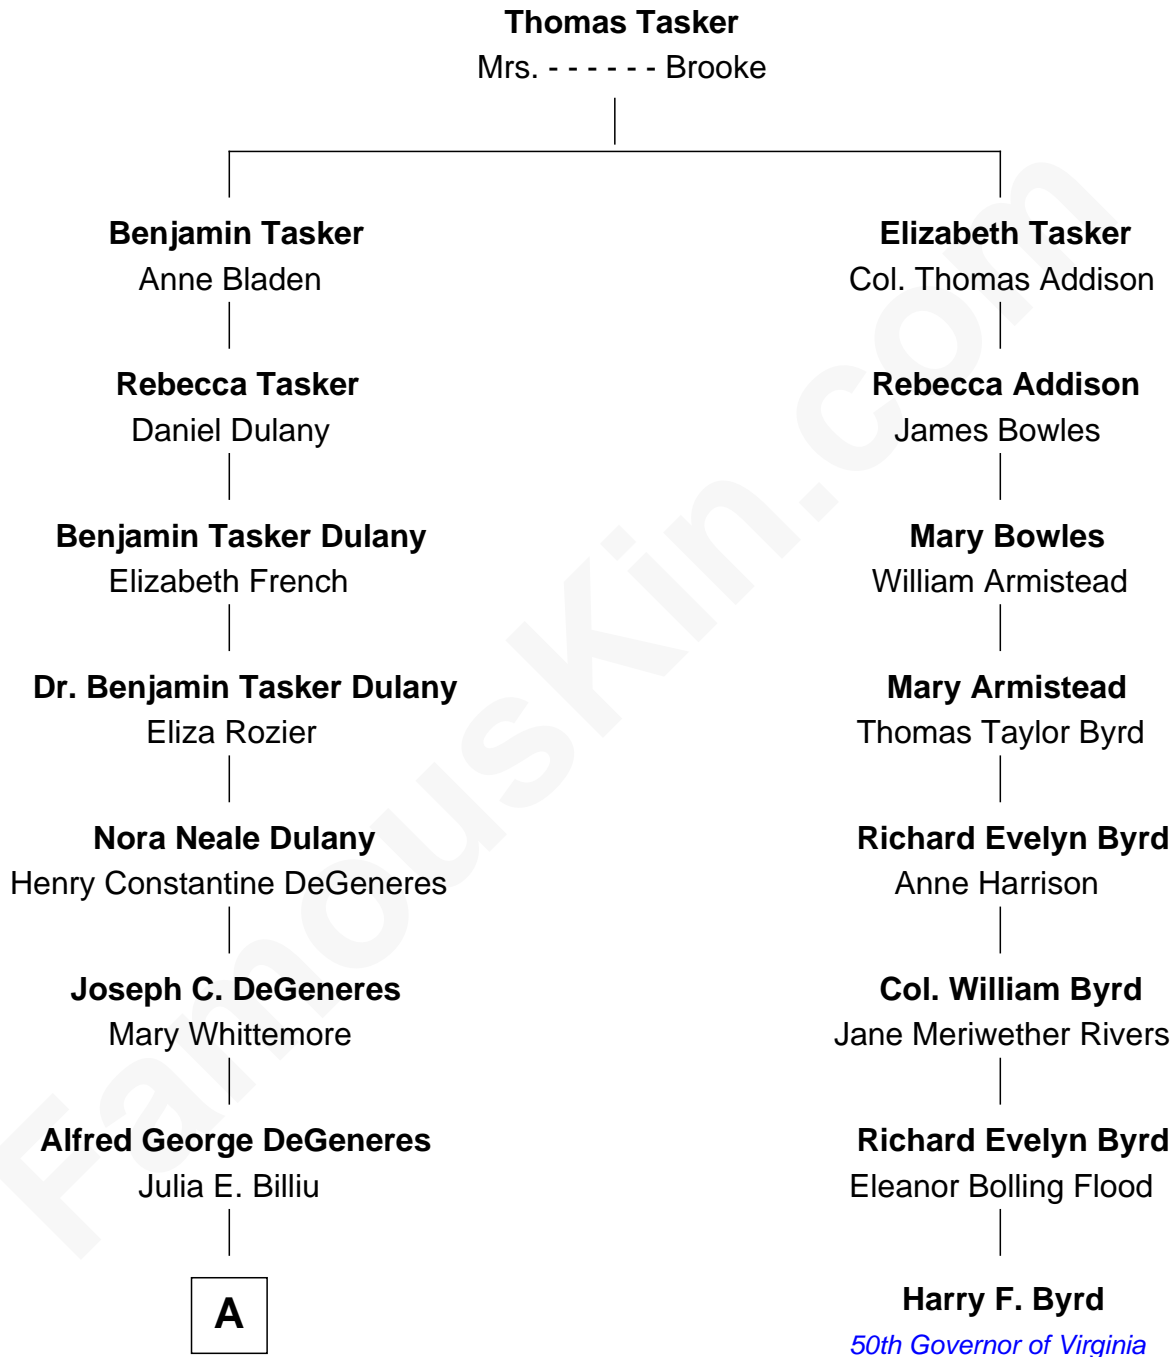 Thomas Tasker
Mrs. - - - - - - Brooke
Benjamin Tasker
Anne Bladen
Elizabeth Tasker
Col. Thomas Addison
Rebecca Tasker
Daniel Dulany
Rebecca Addison
James Bowles
Benjamin Tasker Dulany
Elizabeth French
Mary Bowles
William Armistead
Dr. Benjamin Tasker Dulany
Eliza Rozier
Mary Armistead
Thomas Taylor Byrd
Nora Neale Dulany
Henry Constantine DeGeneres
Richard Evelyn Byrd
Anne Harrison
Joseph C. DeGeneres
Mary Whittemore
Col. William Byrd
Jane Meriwether Rivers
Alfred George DeGeneres
Julia E. Billiu
Richard Evelyn Byrd
Eleanor Bolling Flood
A
Harry F. Byrd
50th Governor of Virginia
FamousKin.com